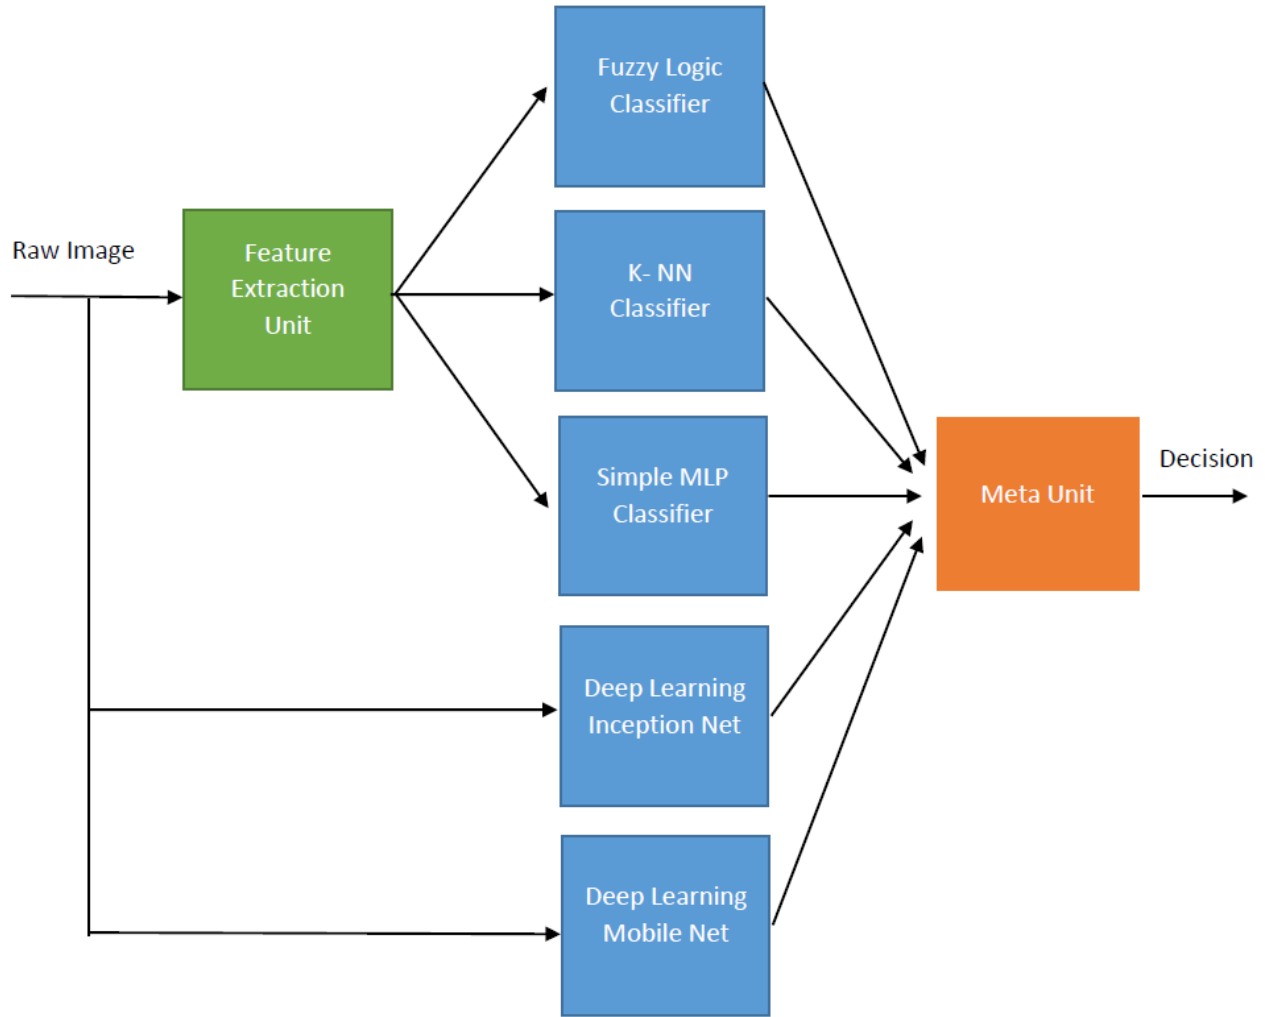 Raw Image
Feature
Extraction
Unit
Fuzzy Logic
Classifier
K- NN
Classifier
Simple MLP
Classifier
Deep Learning
Inception Net
Deep Learning
Mobile Net
Meta Unit
Decision